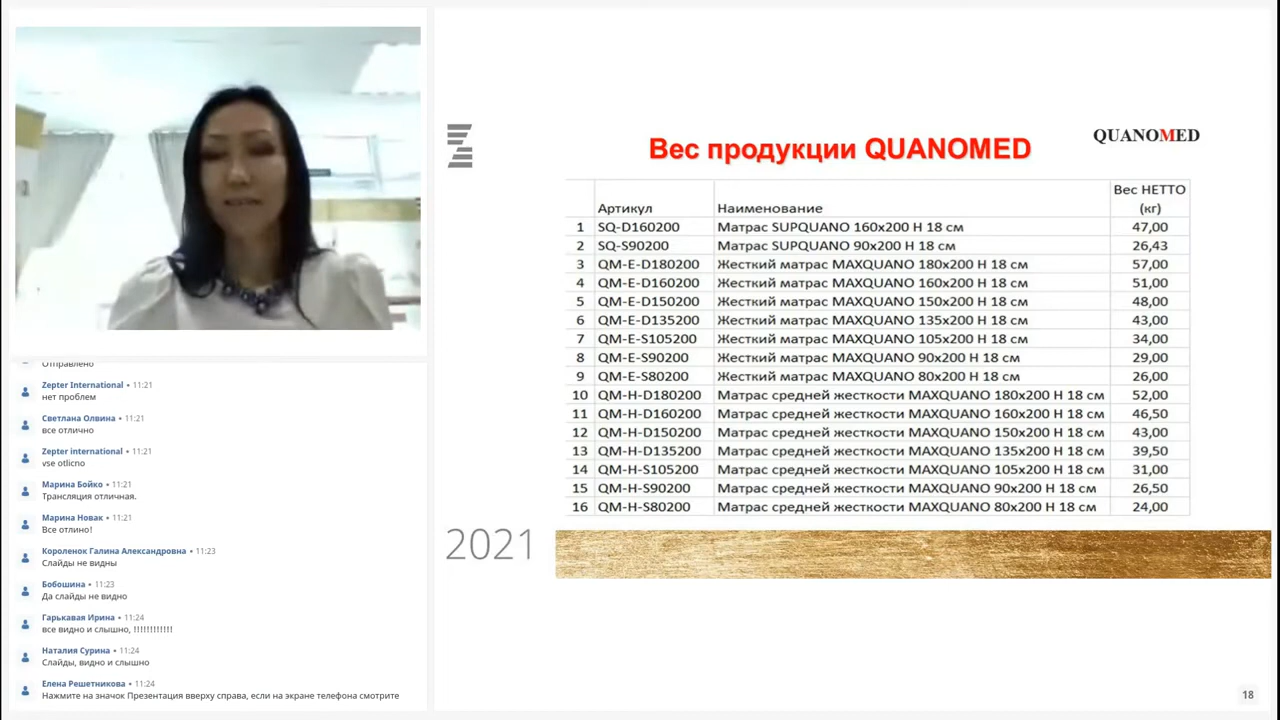 Отправлено
Zepter International • 11:21
нет проблем
Светлана Олвина • 11:21
все отлично
Zepter international • 11:21
vse otlicno
Марина Бойко • 11:21
Трансляция отличная.
Марина Новак • 11:21
Все отлино!
Короленок Галина Александровна • 11:23
Слайды не видны
Бобошина • 11:23
Да слайды не видно
Гарькавая Ирина • 11:24
все видно и слышно, !!!!!!!!!!!!
Наталия Сурина • 11:24
Слайды, видно и слышно
Елена Решетникова • 11:24
Нажмите на значок Презентация вверху справа, если на экране телефона смотрите
QUANOMED
Вес продукции QUANOMED
Артикул Наименование Вес НЕТТО (кг)
1 SQ-D160200 Матрас SUPQUANO 160x200 H 18 см 47,00
2 SQ-S90200 Матрас SUPQUANO 90x200 H 18 см 26,43
3 QM-E-D180200 Жесткий матрас MAXQUANO 180x200 H 18 см 57,00
4 QM-E-D160200 Жесткий матрас MAXQUANO 160x200 H 18 см 51,00
5 QM-E-D150200 Жесткий матрас MAXQUANO 150x200 H 18 см 48,00
6 QM-E-D135200 Жесткий матрас MAXQUANO 135x200 H 18 см 43,00
7 QM-E-S105200 Жесткий матрас MAXQUANO 105x200 H 18 см 34,00
8 QM-E-S90200 Жесткий матрас MAXQUANO 90x200 H 18 см 29,00
9 QM-E-S80200 Жесткий матрас MAXQUANO 80x200 H 18 см 26,00
10 QM-H-D180200 Матрас средней жесткости MAXQUANO 180x200 H 18 см 52,00
11 QM-H-D160200 Матрас средней жесткости MAXQUANO 160x200 H 18 см 46,50
12 QM-H-D150200 Матрас средней жесткости MAXQUANO 150x200 H 18 см 43,00
13 QM-H-D135200 Матрас средней жесткости MAXQUANO 135x200 H 18 см 39,50
14 QM-H-S105200 Матрас средней жесткости MAXQUANO 105x200 H 18 см 31,00
15 QM-H-S90200 Матрас средней жесткости MAXQUANO 90x200 H 18 см 26,50
16 QM-H-S80200 Матрас средней жесткости MAXQUANO 80x200 H 18 см 24,00
2021
18